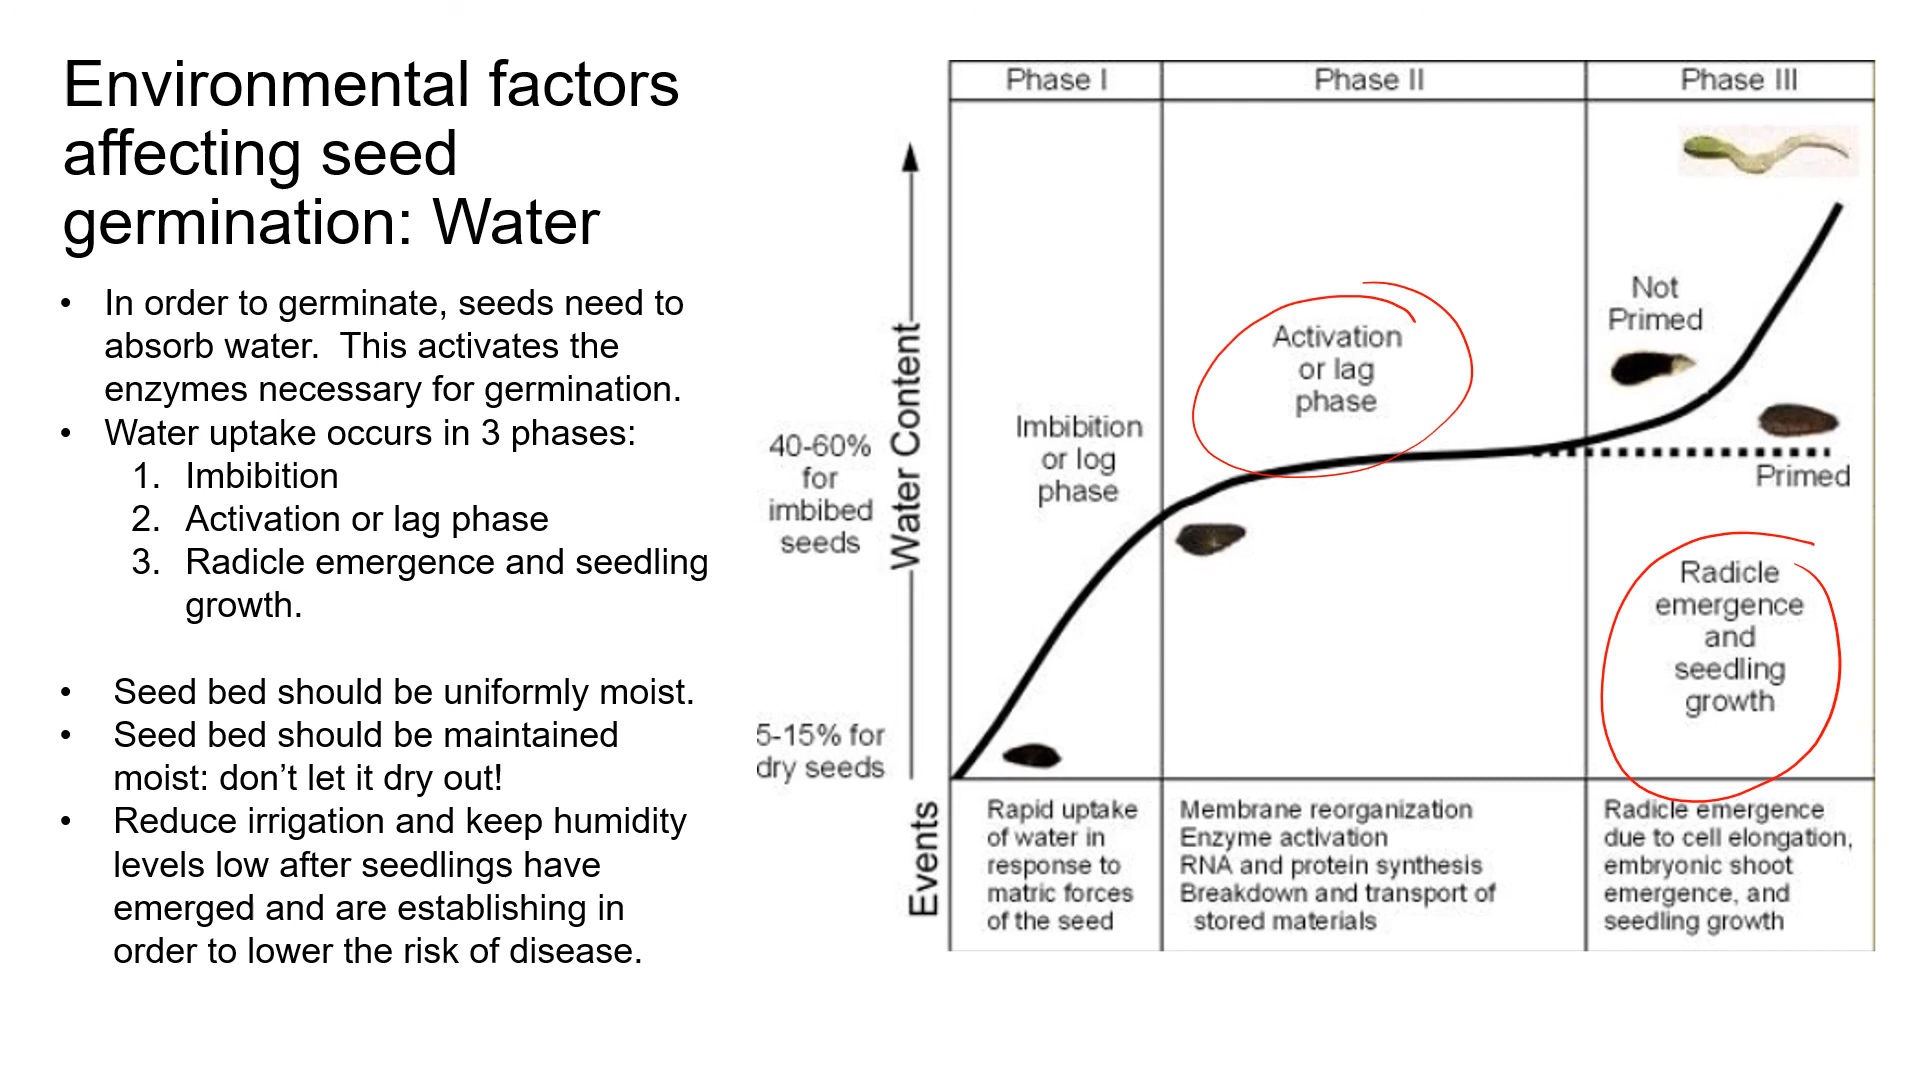 Environmental factors
affecting seed
germination: Water
• In order to germinate, seeds need to
absorb water.  This activates the
enzymes necessary for germination.
• Water uptake occurs in 3 phases:
1. Imbibition
2. Activation or lag phase
3. Radicle emergence and seedling
growth.
• Seed bed should be uniformly moist.
• Seed bed should be maintained
moist: don’t let it dry out!
• Reduce irrigation and keep humidity
levels low after seedlings have
emerged and are establishing in
order to lower the risk of disease.
Phase I
Phase II
Phase III
Water Content
40-60%
for
imbibed
seeds
5-15% for
dry seeds
Imbibition
or log
phase
Activation
or lag
phase
Not
Primed
Primed
Radicle
emergence
and
seedling
growth
Events
Rapid uptake
of water in
response to
matric forces
of the seed
Membrane reorganization
Enzyme activation
RNA and protein synthesis
Breakdown and transport of
stored materials
Radicle emergence
due to cell elongation,
embryonic shoot
emergence, and
seedling growth